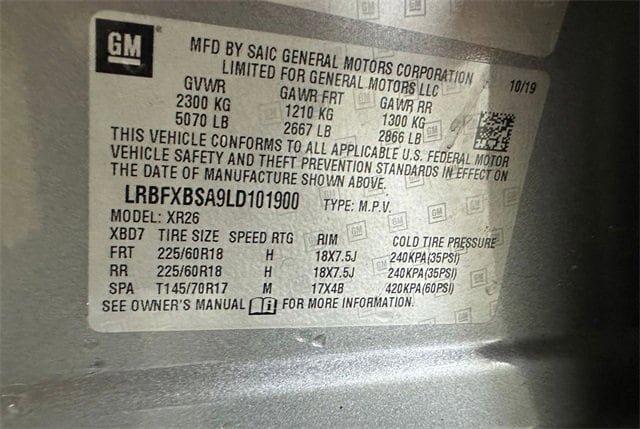 GM
MFD BY SAIC GENERAL MOTORS CORPORATION
LIMITED FOR GENERAL MOTORS LLC
10/19
GVWR GAWR FRT GAWR RR
2300 KG 1210 KG 1300 KG
5070 LB 2667 LB 2866 LB
THIS VEHICLE CONFORMS TO ALL APPLICABLE U.S. FEDERAL MOTOR
VEHICLE SAFETY AND THEFT PREVENTION STANDARDS IN EFFECT ON
THE DATE OF MANUFACTURE SHOWN ABOVE.
LRBFXBSA9LD101900 TYPE: M.P.V.
MODEL: XR26
XBD7 TIRE SIZE SPEED RTG RIM COLD TIRE PRESSURE
FRT 225/60R18 H 18X7.5J 240KPA(35PSI)
RR 225/60R18 H 18X7.5J 240KPA(35PSI)
SPA T145/70R17 M 17X4B 420KPA(60PSI)
SEE OWNER'S MANUAL FOR MORE INFORMATION.